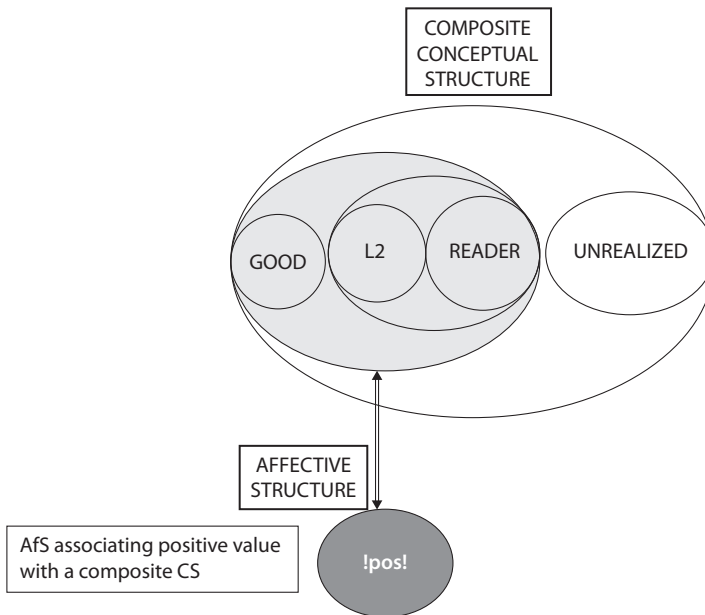 COMPOSITE
CONCEPTUAL
STRUCTURE
GOOD
L2
READER
UNREALIZED
AFFECTIVE
STRUCTURE
AfS associating positive value
with a composite CS
!pos!